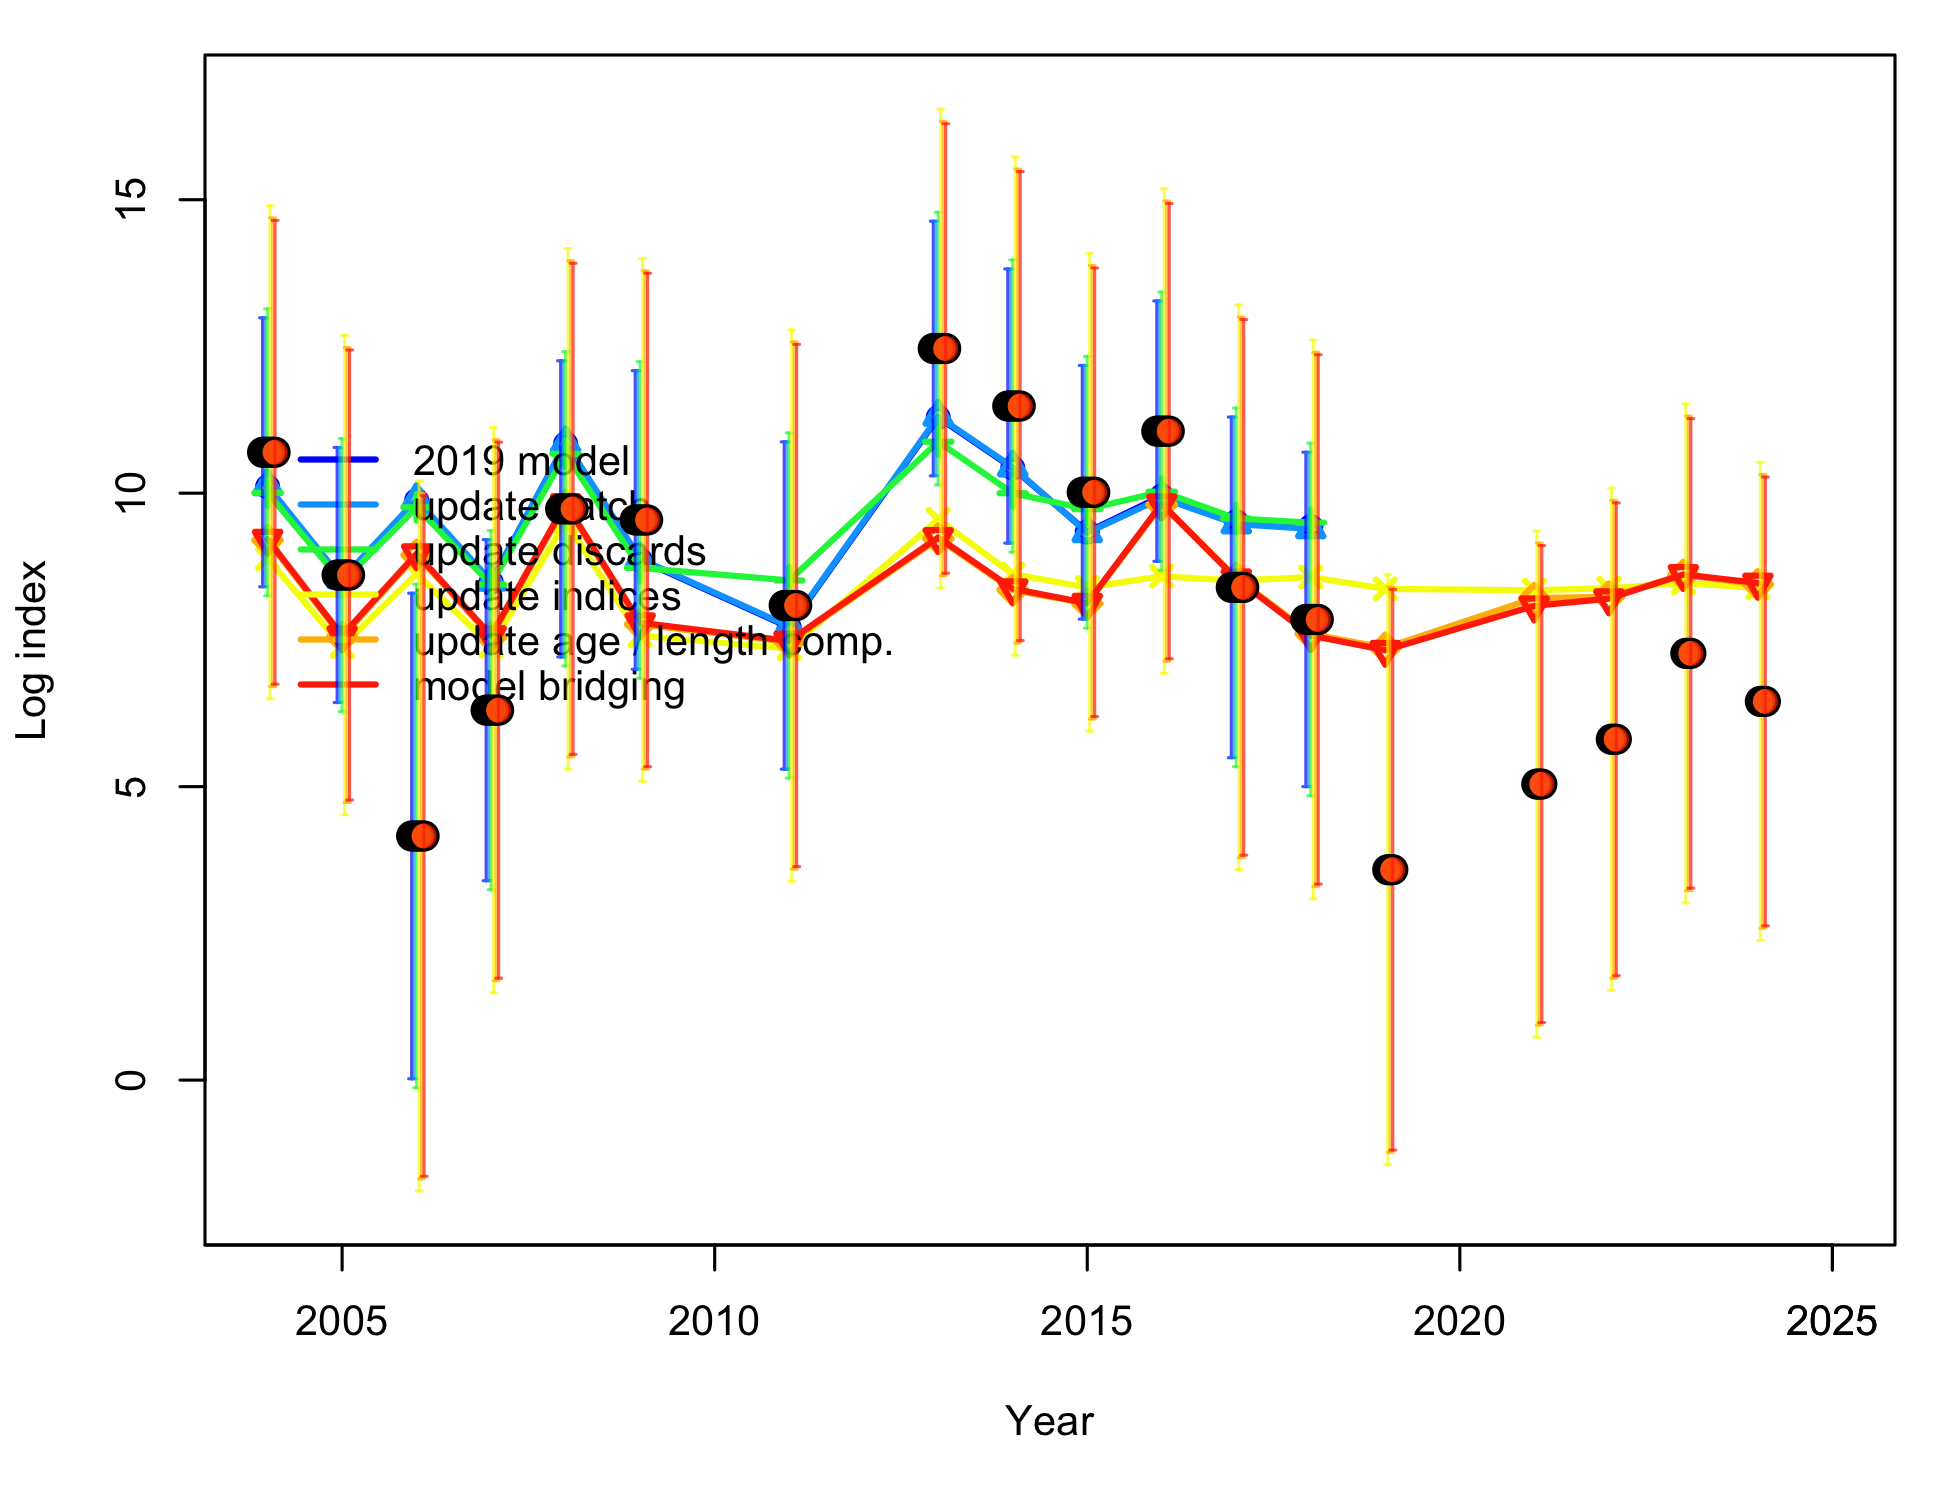 15
10
5
0
Log index
2019 model
update catch
update discards
update indices
update age / length comp.
model bridging
2005
2010
2015
2020
2025
Year